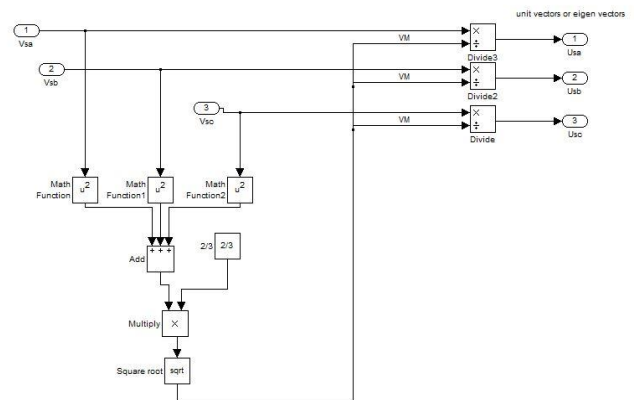 unit vectors or eigen vectors
1
Vsa
VM
×
÷
Divide3
1
Usa
2
Vsb
VM
×
÷
Divide2
2
Usb
3
Vsc
VM
×
÷
Divide
3
Usc
Math
Function
u²
Math
Function1
u²
Math
Function2
u²
+ + +
Add
2/3
2/3
Multiply
×
Square root
sqrt